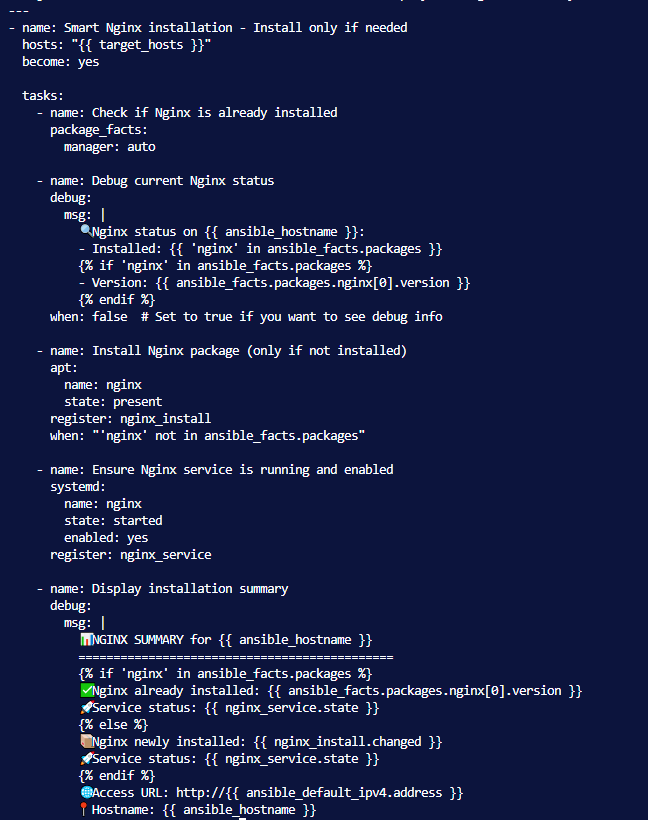 ---
- name: Smart Nginx installation - Install only if needed
  hosts: "{{ target_hosts }}"
  become: yes

  tasks:
    - name: Check if Nginx is already installed
      package_facts:
        manager: auto

    - name: Debug current Nginx status
      debug:
        msg: |
          🔍Nginx status on {{ ansible_hostname }}:
          - Installed: {{ 'nginx' in ansible_facts.packages }}
          {% if 'nginx' in ansible_facts.packages %}
          - Version: {{ ansible_facts.packages.nginx[0].version }}
          {% endif %}
      when: false  # Set to true if you want to see debug info

    - name: Install Nginx package (only if not installed)
      apt:
        name: nginx
        state: present
      register: nginx_install
      when: "'nginx' not in ansible_facts.packages"

    - name: Ensure Nginx service is running and enabled
      systemd:
        name: nginx
        state: started
        enabled: yes
      register: nginx_service

    - name: Display installation summary
      debug:
        msg: |
          📊NGINX SUMMARY for {{ ansible_hostname }}
          =============================================
          {% if 'nginx' in ansible_facts.packages %}
          ✅Nginx already installed: {{ ansible_facts.packages.nginx[0].version }}
          🚀Service status: {{ nginx_service.state }}
          {% else %}
          📦Nginx newly installed: {{ nginx_install.changed }}
          🚀Service status: {{ nginx_service.state }}
          {% endif %}
          🌐Access URL: http://{{ ansible_default_ipv4.address }}
          📍Hostname: {{ ansible_hostname }}